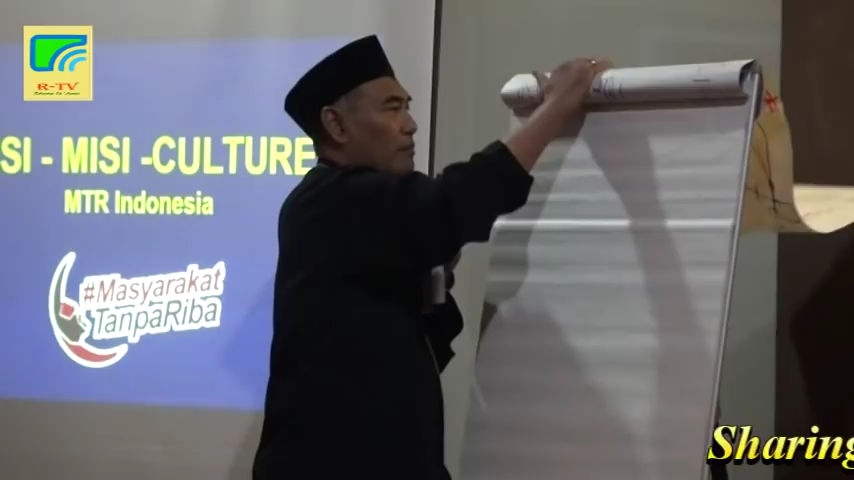 R-TV
SI - MISI -CULTURE
MTR Indonesia
#Masyarakat
TanpaRiba
Sharing